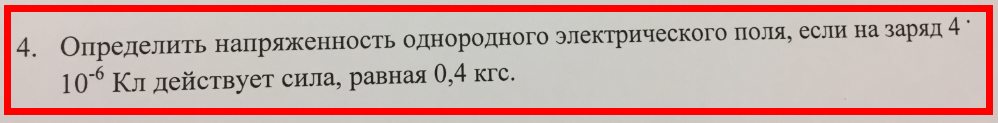 4. Определить напряженность однородного электрического поля, если на заряд 4 ·
10⁻⁶ Кл действует сила, равная 0,4 кгс.